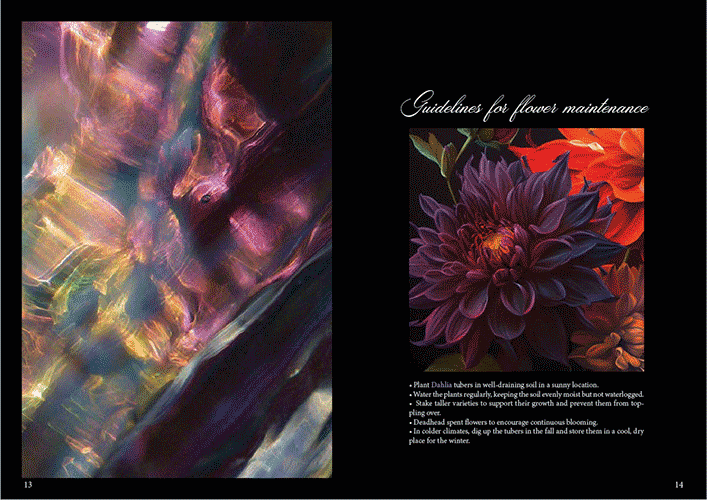 Guidelines for flower maintenance
• Plant Dahlia tubers in well-draining soil in a sunny location.
• Water the plants regularly, keeping the soil evenly moist but not waterlogged.
• Stake taller varieties to support their growth and prevent them from top-
pling over.
• Deadhead spent flowers to encourage continuous blooming.
• In colder climates, dig up the tubers in the fall and store them in a cool, dry
place for the winter.
13
14